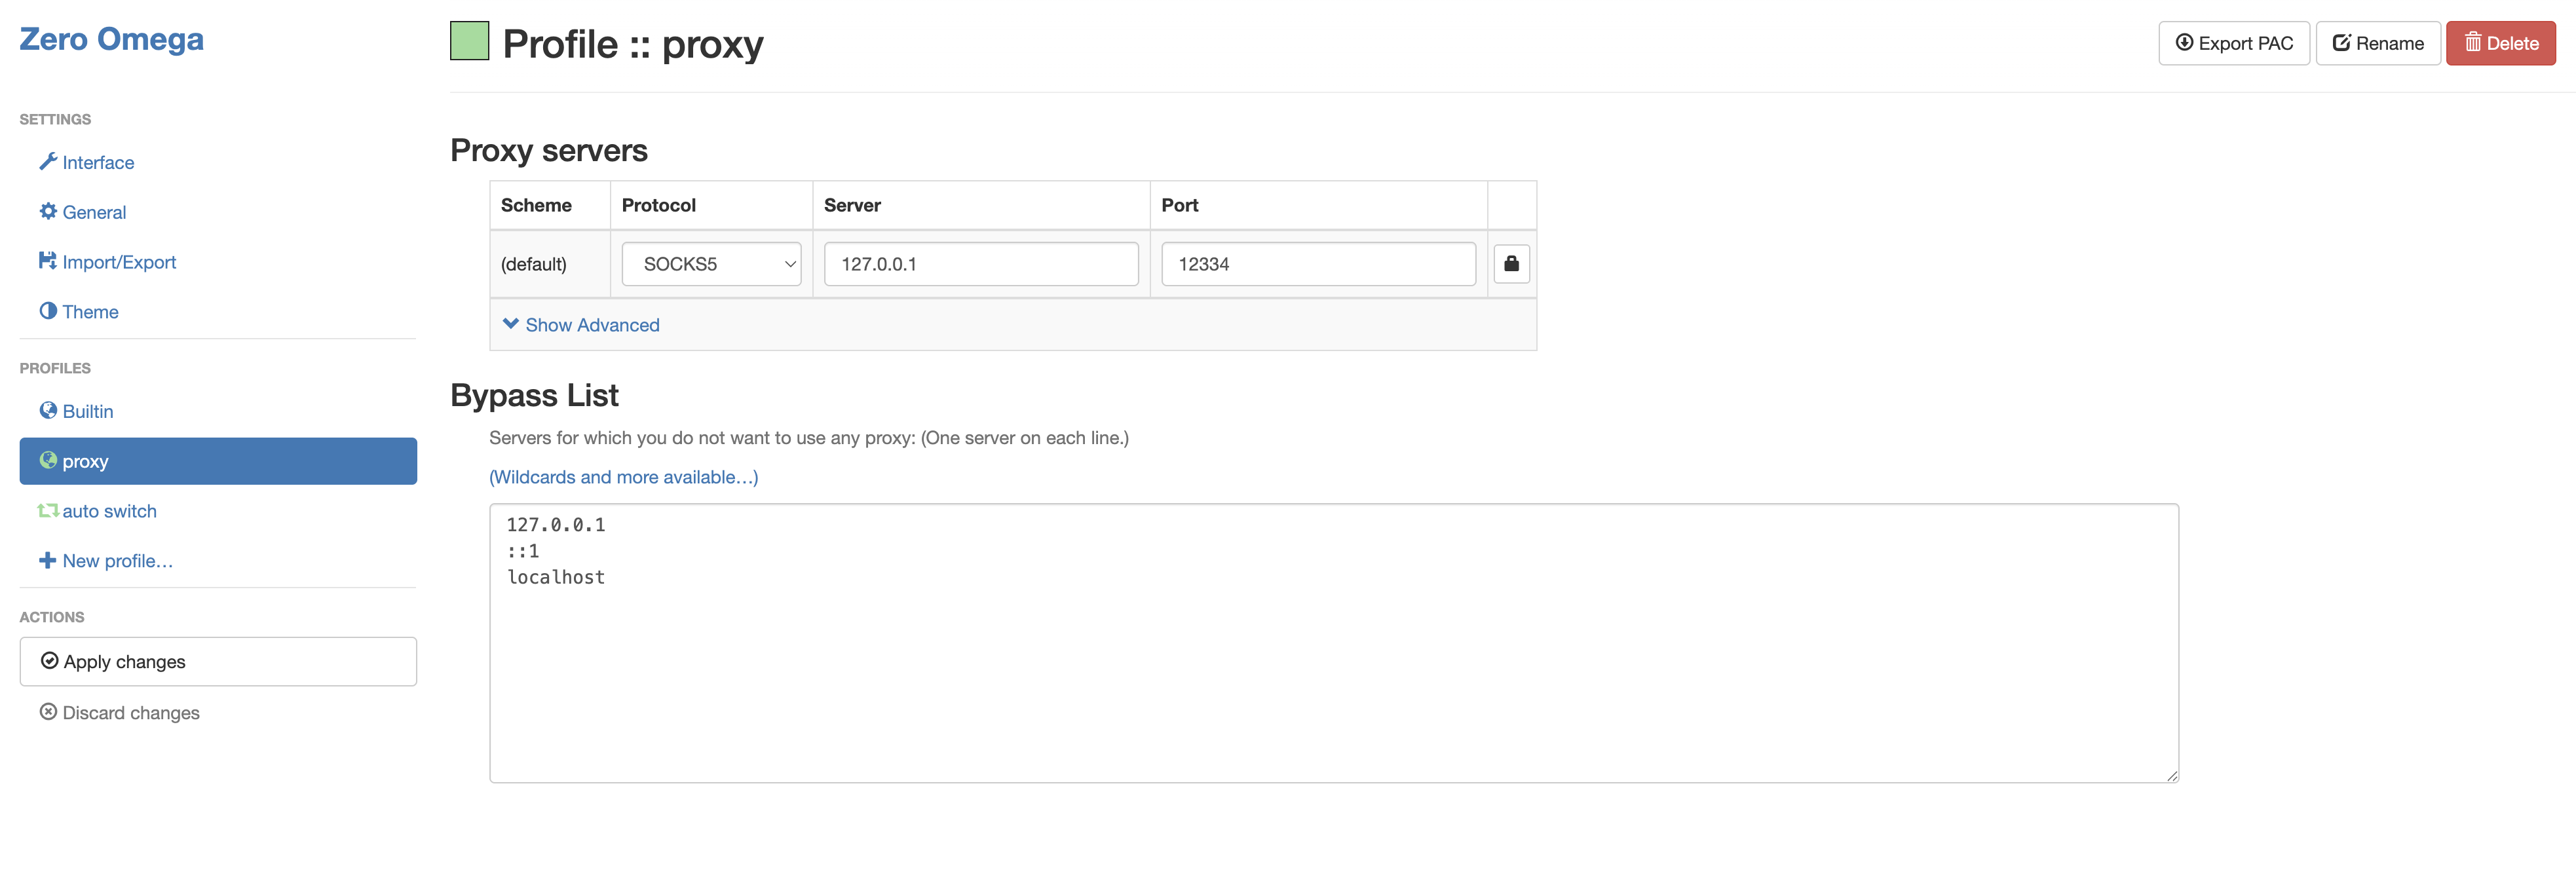 Zero Omega
SETTINGS
Interface
General
Import/Export
Theme
PROFILES
Builtin
proxy
auto switch
New profile…
ACTIONS
Apply changes
Discard changes
Profile :: proxy
Export PAC
Rename
Delete
Proxy servers
Scheme Protocol Server Port
(default) SOCKS5 127.0.0.1 12334
Show Advanced
Bypass List
Servers for which you do not want to use any proxy: (One server on each line.)
(Wildcards and more available…)
127.0.0.1
::1
localhost